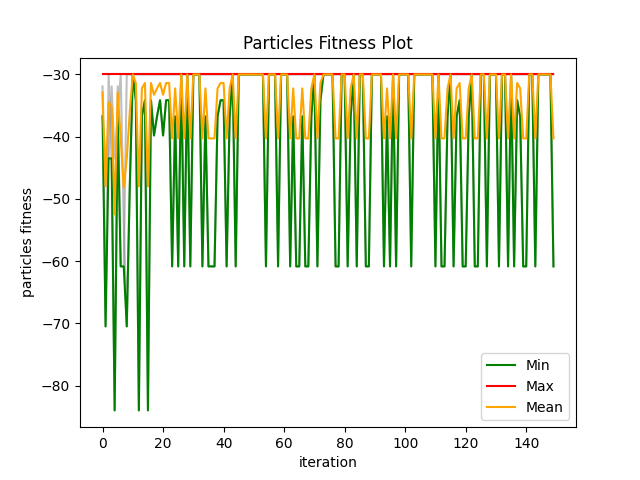 Particles Fitness Plot
particles fitness
−30
−40
−50
−60
−70
−80
0 20 40 60 80 100 120 140
iteration
Min
Max
Mean